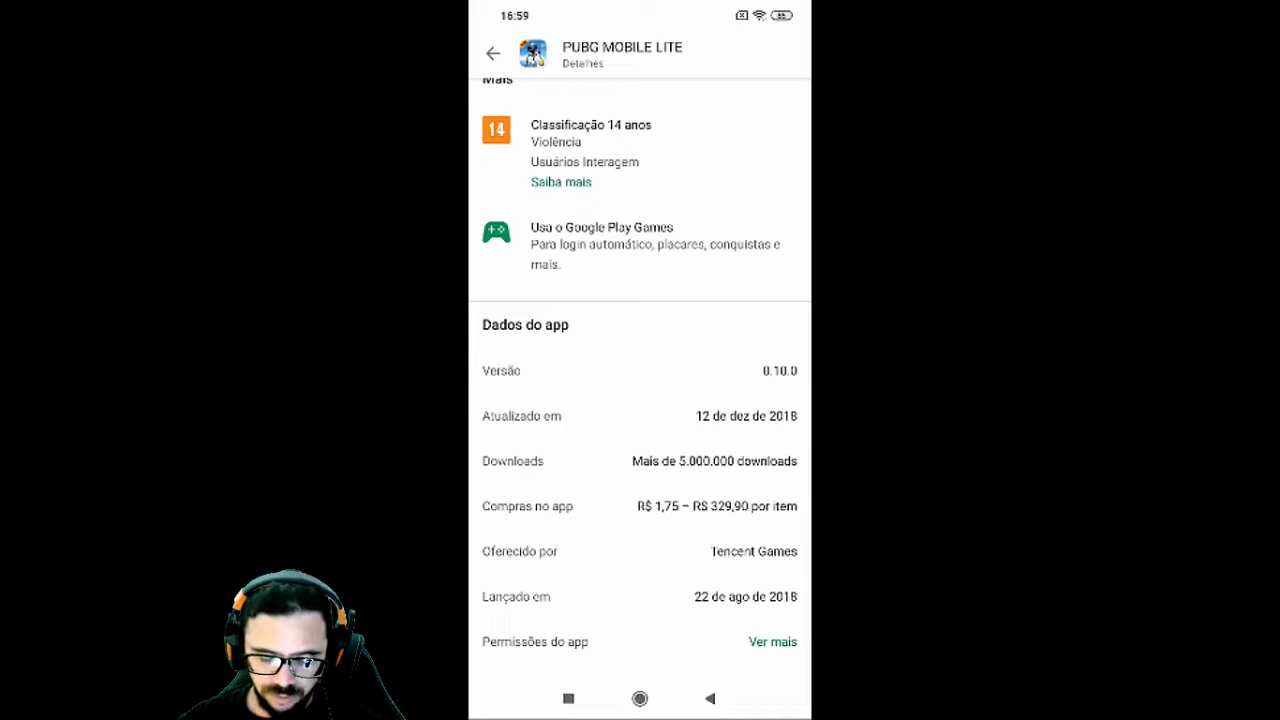 16:59
PUBG MOBILE LITE
Detalhes
Mais
14
Classificação 14 anos
Violência
Usuários Interagem
Saiba mais
Usa o Google Play Games
Para login automático, placares, conquistas e
mais.
Dados do app
Versão 0.10.0
Atualizado em 12 de dez de 2018
Downloads Mais de 5.000.000 downloads
Compras no app R$ 1,75 – R$ 329,90 por item
Oferecido por Tencent Games
Lançado em 22 de ago de 2018
Permissões do app Ver mais